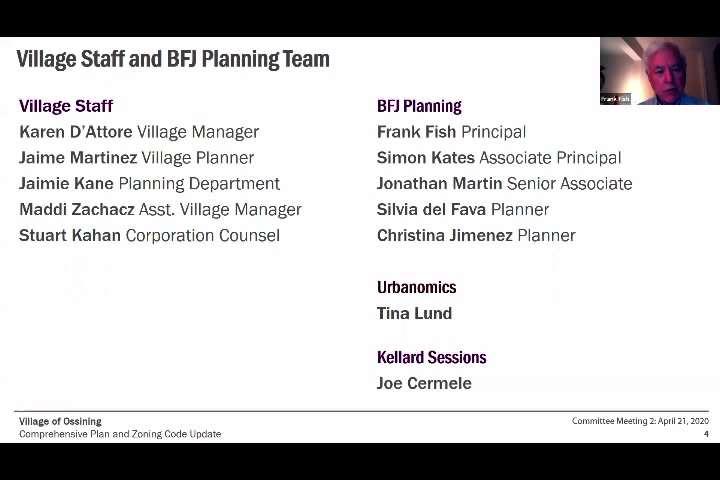 Village Staff and BFJ Planning Team
Village Staff
Karen D'Attore Village Manager
Jaime Martinez Village Planner
Jaimie Kane Planning Department
Maddi Zachacz Asst. Village Manager
Stuart Kahan Corporation Counsel
BFJ Planning
Frank Fish Principal
Simon Kates Associate Principal
Jonathan Martin Senior Associate
Silvia del Fava Planner
Christina Jimenez Planner
Urbanomics
Tina Lund
Kellard Sessions
Joe Cermele
Frank Fish
Village of Ossining
Comprehensive Plan and Zoning Code Update
Committee Meeting 2: April 21, 2020
4